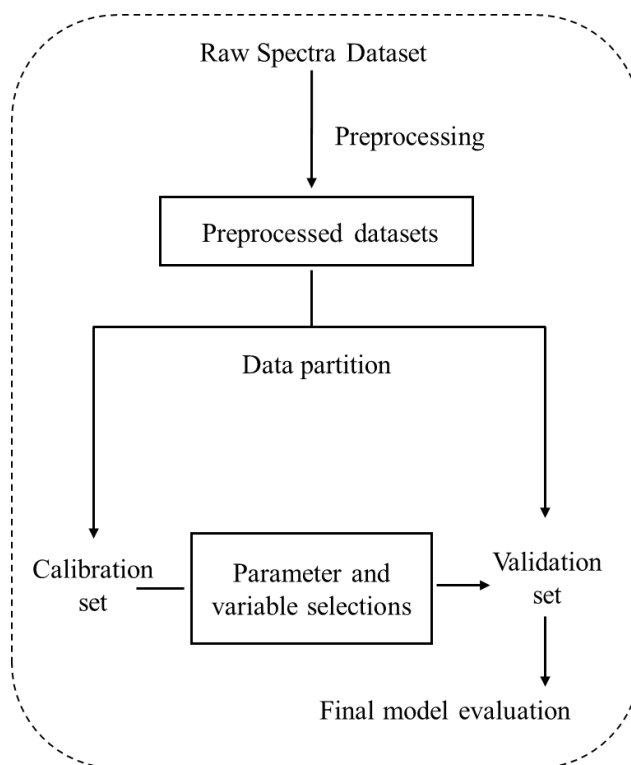 Raw Spectra Dataset
Preprocessing
Preprocessed datasets
Data partition
Calibration
set
Parameter and
variable selections
Validation
set
Final model evaluation